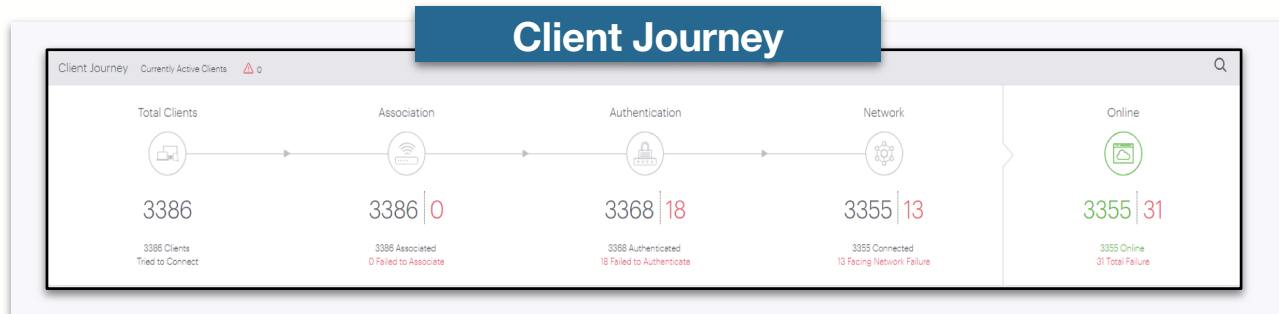 Client Journey
Client Journey Currently Active Clients 0
Total Clients Association Authentication Network Online
3386 3386 0 3368 18 3355 13 3355 31
3386 Clients 3386 Associated 3368 Authenticated 3355 Connected 3355 Online
Tried to Connect 0 Failed to Associate 18 Failed to Authenticate 13 Facing Network Failure 31 Total Failure